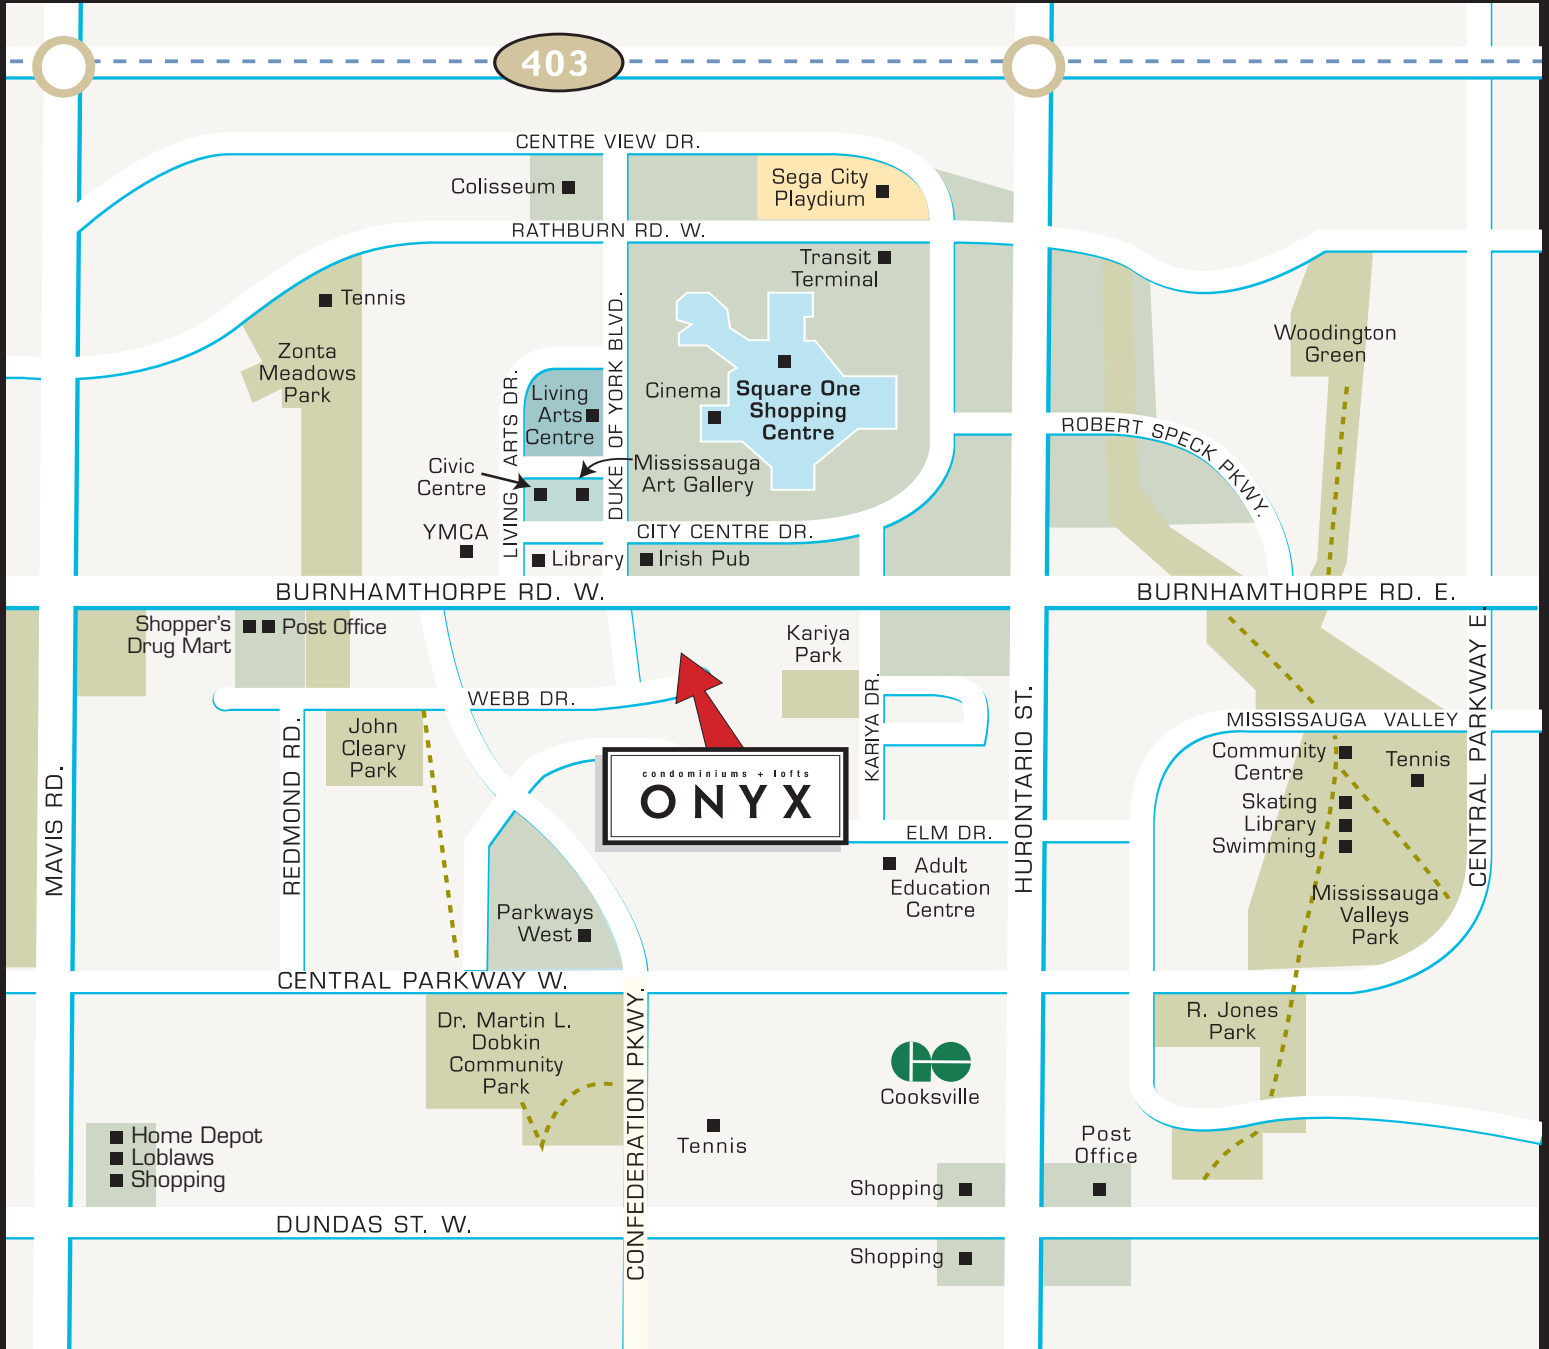 403
CENTRE VIEW DR.
Colisseum
Sega City
Playdium
RATHBURN RD. W.
Transit
Terminal
Tennis
Zonta
Meadows
Park
DUKE OF YORK BLVD.
LIVING ARTS DR.
Living
Arts
Centre
Cinema
Square One
Shopping
Centre
Woodington
Green
ROBERT SPECK PKWY.
Civic
Centre
Mississauga
Art Gallery
YMCA
CITY CENTRE DR.
Library
Irish Pub
BURNHAMTHORPE RD. W.
BURNHAMTHORPE RD. E.
Shopper's
Drug Mart
Post Office
Kariya
Park
WEBB DR.
KARIYA DR.
REDMOND RD.
John
Cleary
Park
MAVIS RD.
HURONTARIO ST.
CENTRAL PARKWAY E.
MISSISSAUGA VALLEY
Community
Centre
Tennis
Skating
Library
Swimming
Mississauga
Valleys
Park
condominiums + lofts
ONYX
ELM DR.
Adult
Education
Centre
Parkways
West
CENTRAL PARKWAY W.
Dr. Martin L.
Dobkin
Community
Park
CONFEDERATION PKWY.
R. Jones
Park
GO
Cooksville
Tennis
Home Depot
Loblaws
Shopping
Post
Office
Shopping
DUNDAS ST. W.
Shopping